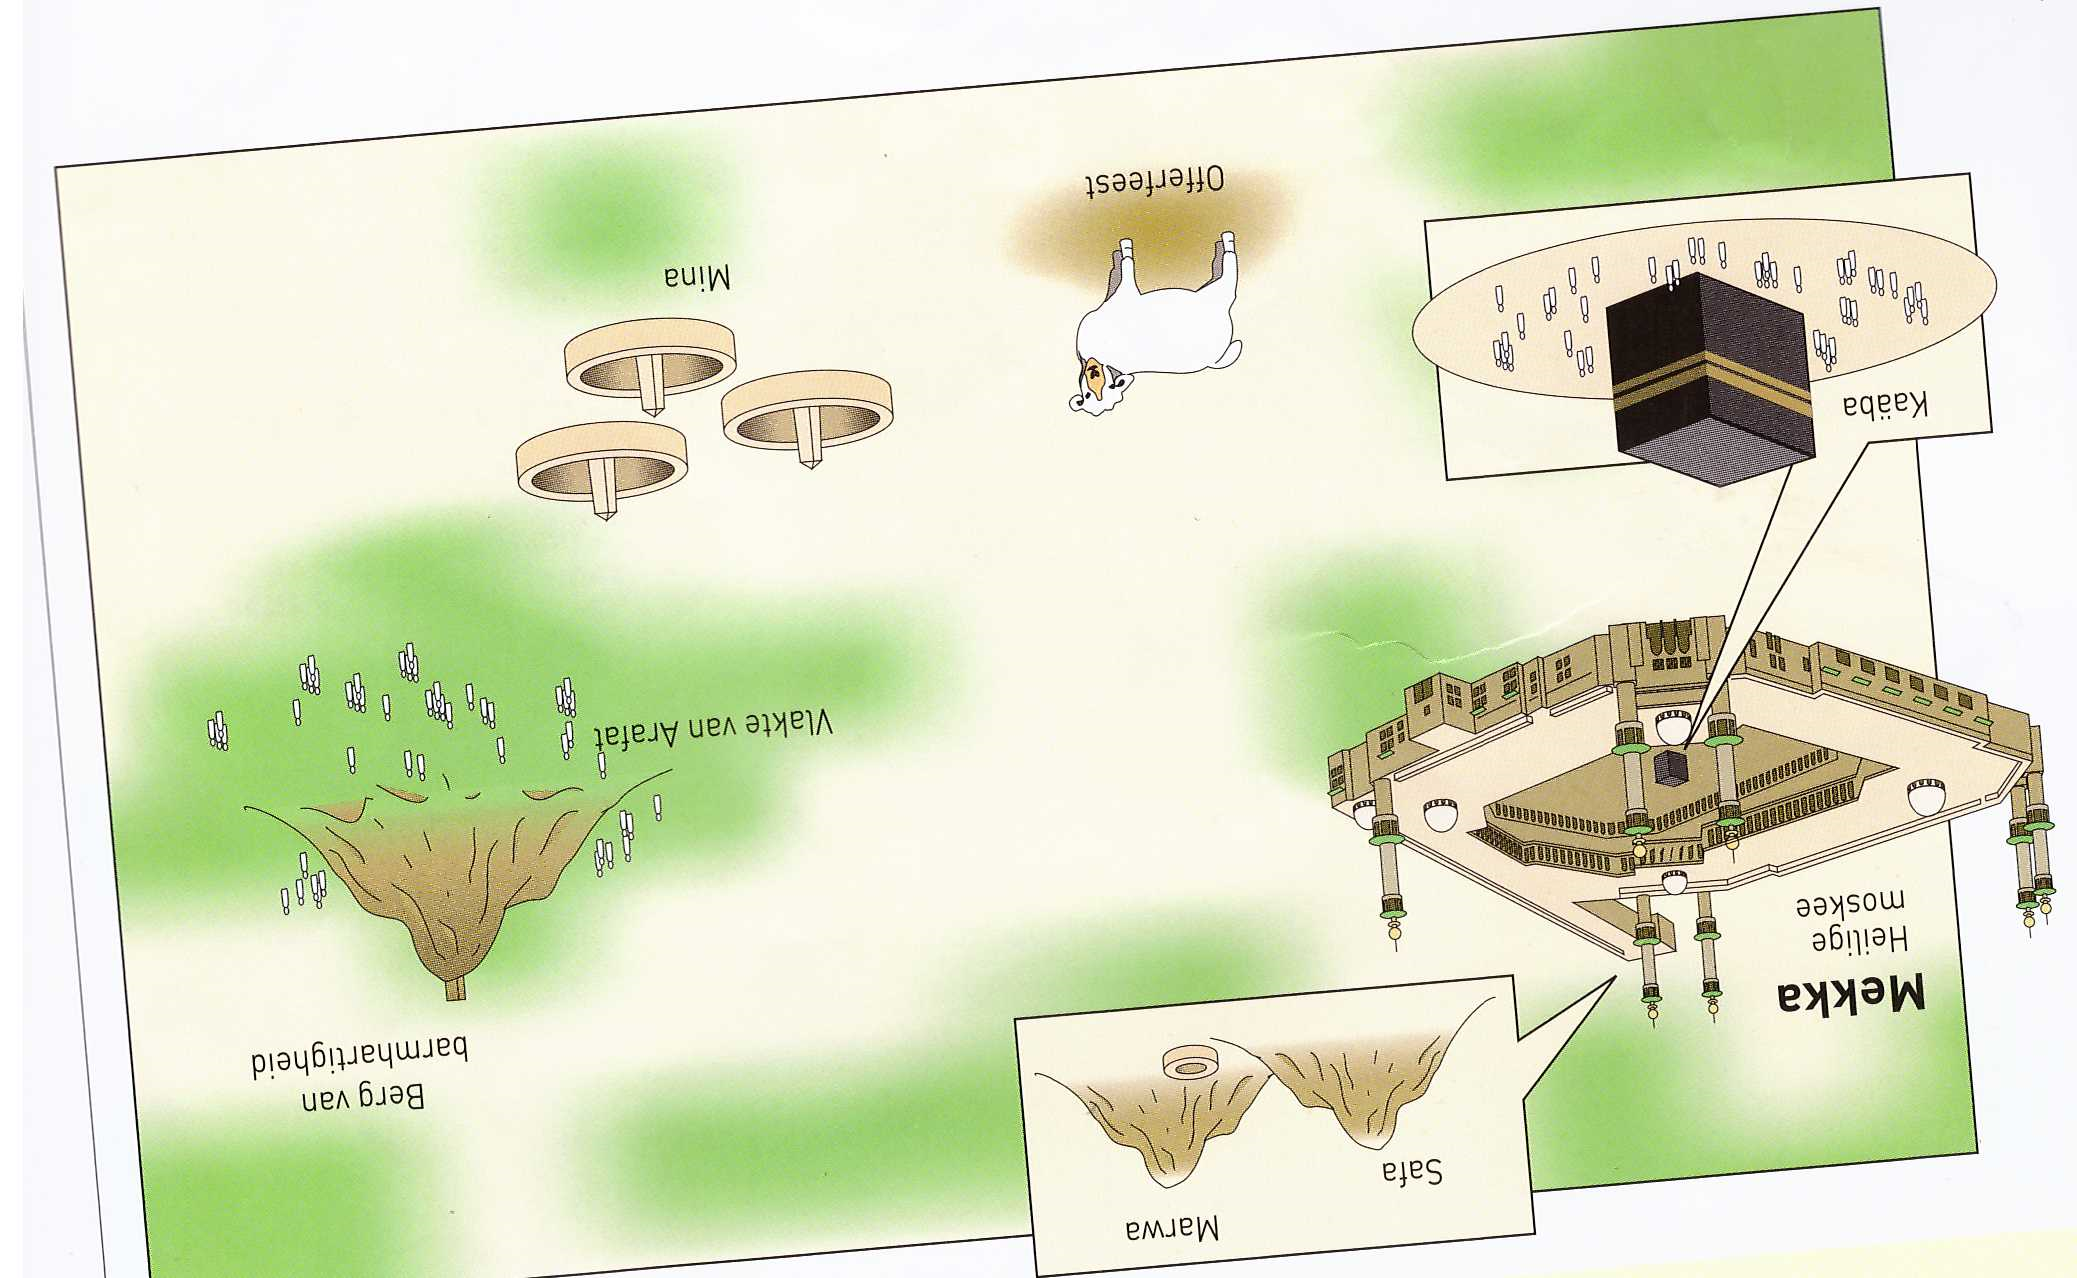 Marwa
Safa
Mekka
Heilige
moskee
Berg van
barmhartigheid
Vlakte van Arafat
Kaäba
Mina
Offerfeest